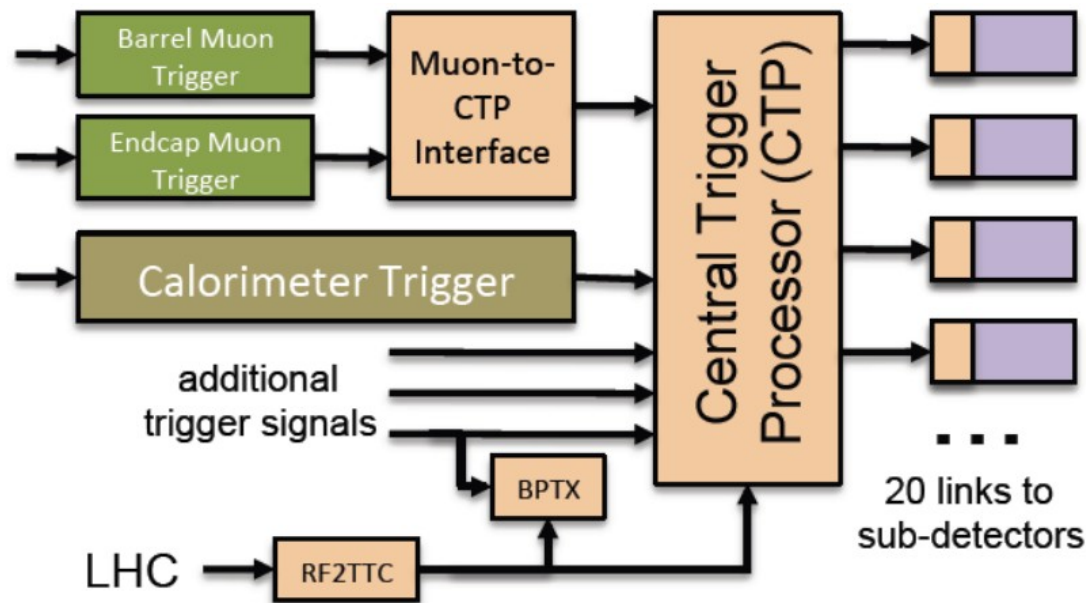 Barrel Muon
Trigger
Endcap Muon
Trigger
Muon-to-
CTP
Interface
Calorimeter Trigger
additional
trigger signals
BPTX
LHC
RF2TTC
Central Trigger
Processor (CTP)
...
20 links to
sub-detectors